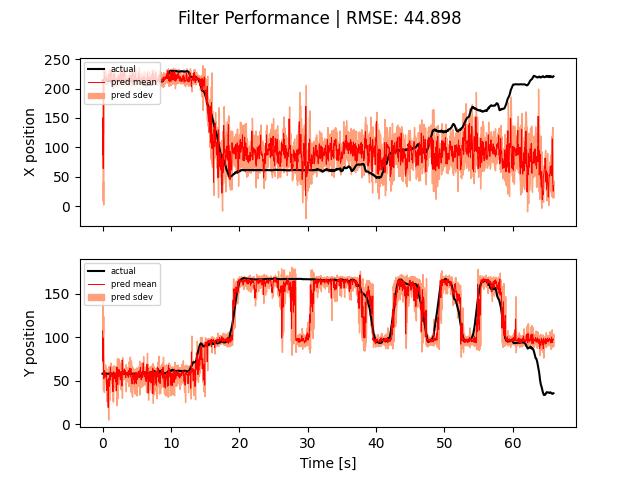 Filter Performance | RMSE: 44.898
250
200
150
100
50
0
X position
actual
pred mean
pred sdev
150
100
50
0
Y position
actual
pred mean
pred sdev
0 10 20 30 40 50 60
Time [s]